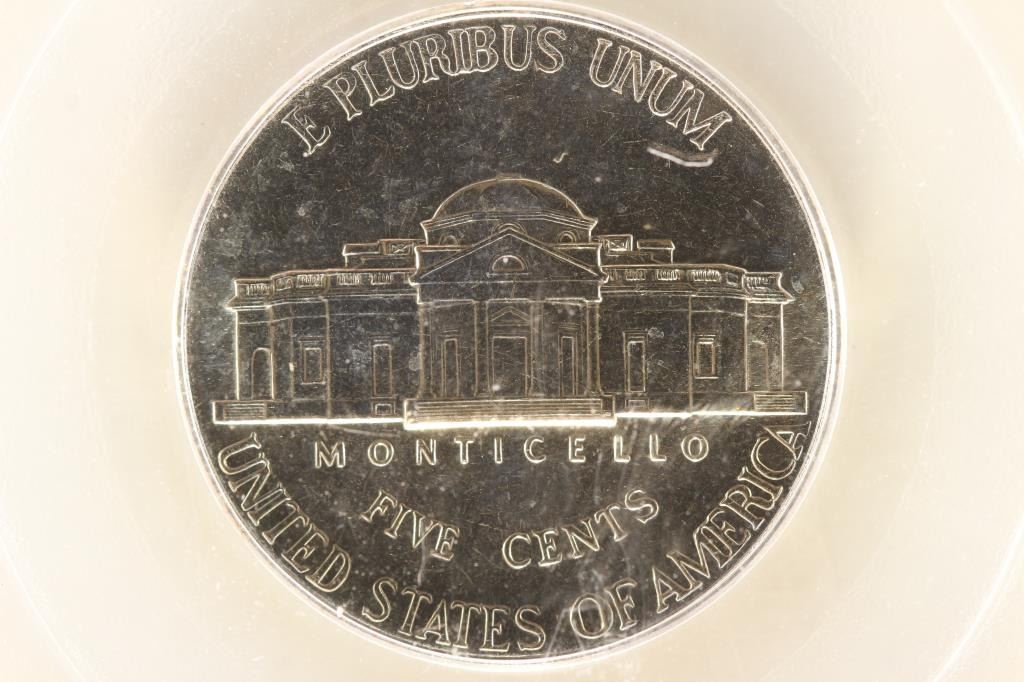 E PLURIBUS UNUM
MONTICELLO
FIVE CENTS
UNITED STATES OF AMERICA